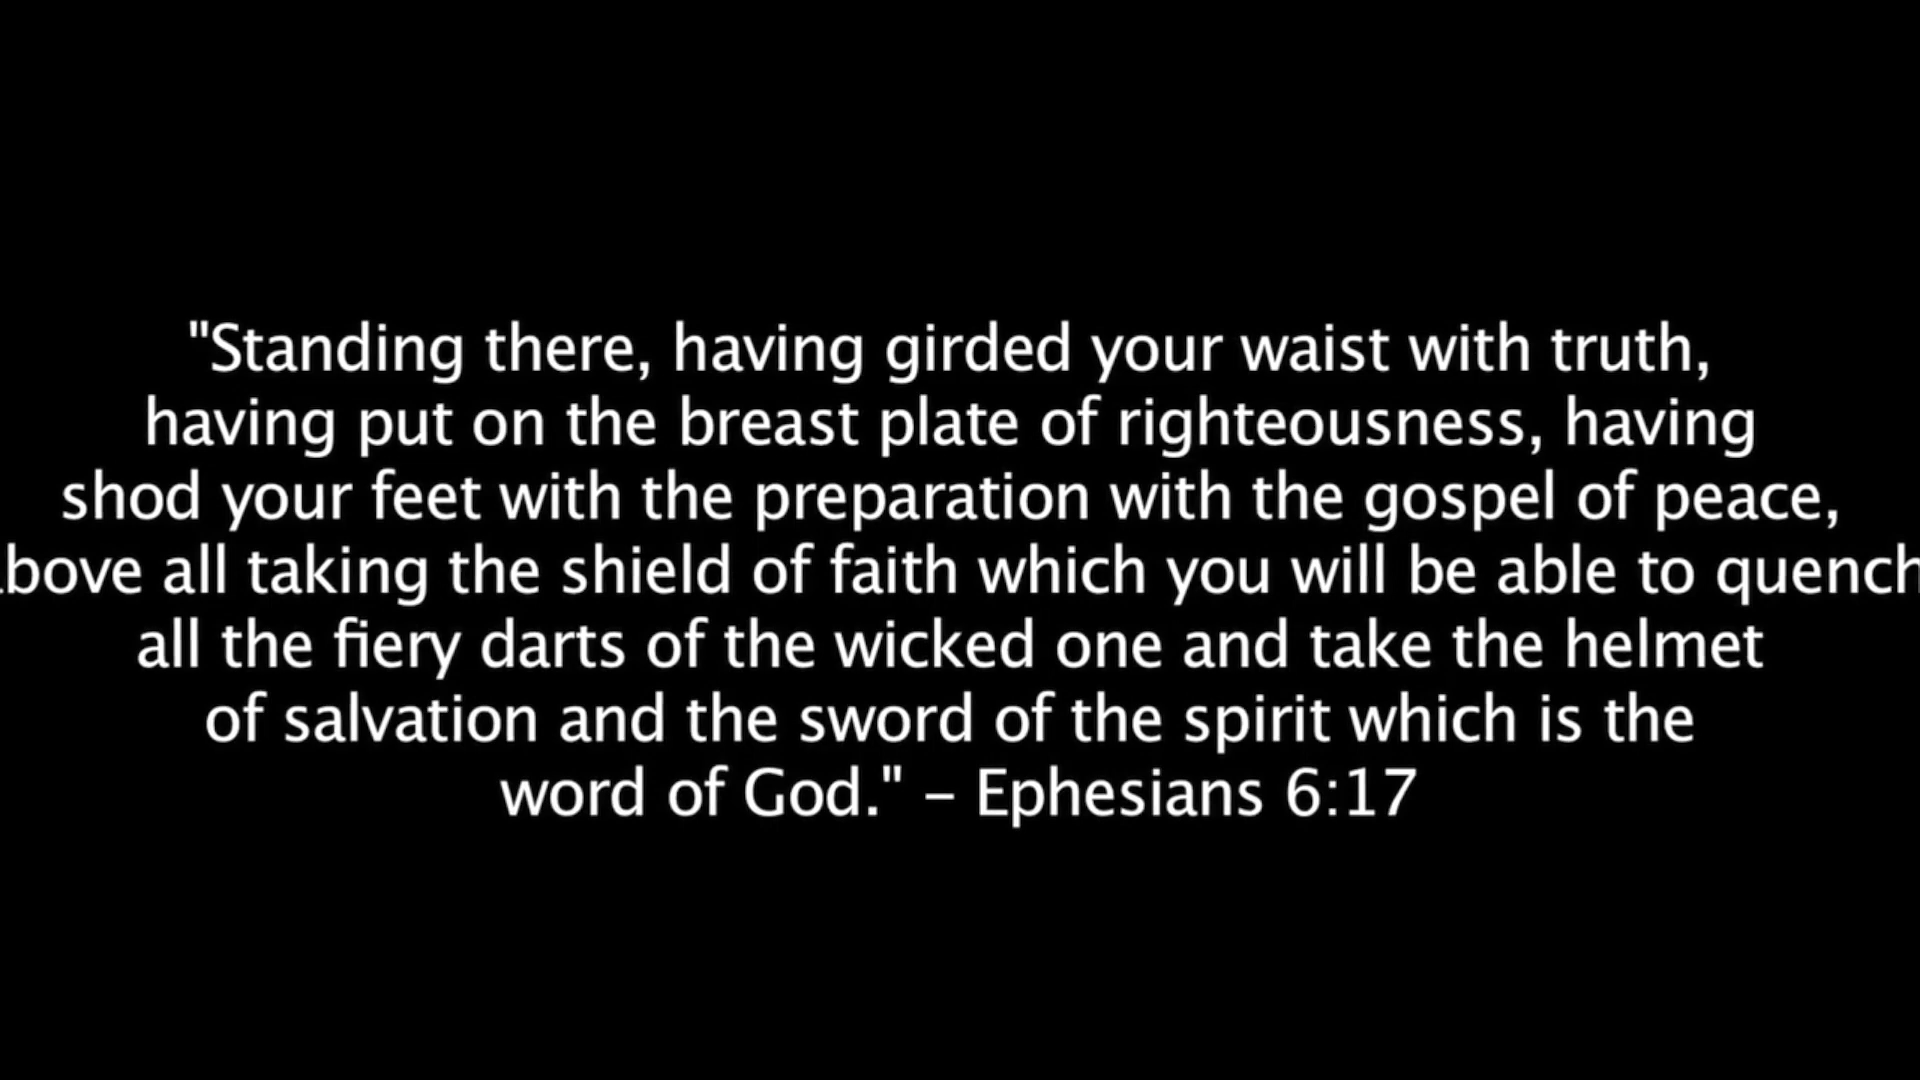 "Standing there, having girded your waist with truth,
having put on the breast plate of righteousness, having
shod your feet with the preparation with the gospel of peace,
bove all taking the shield of faith which you will be able to quench
all the fiery darts of the wicked one and take the helmet
of salvation and the sword of the spirit which is the
word of God." – Ephesians 6:17